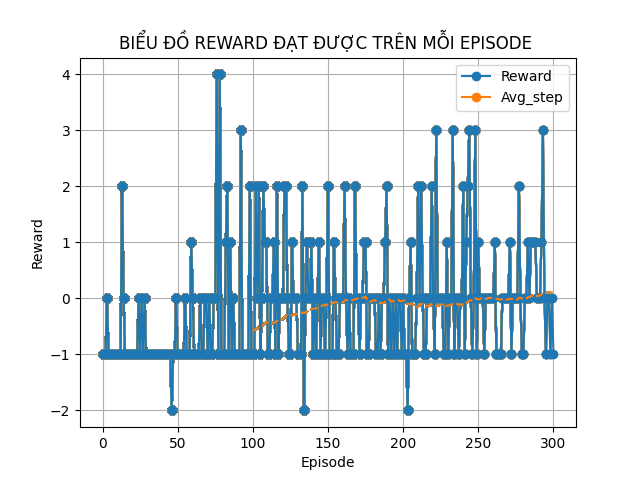 BIỂU ĐỒ REWARD ĐẠT ĐƯỢC TRÊN MỖI EPISODE
Reward
Avg_step
4
3
2
1
0
−1
−2
Reward
0
50
100
150
200
250
300
Episode